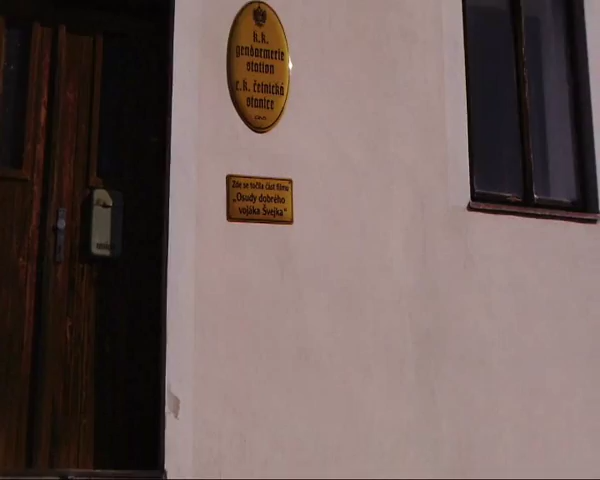 k.k.
gendarmerie
station
c.k. četnická
stanice
Zde se točila část filmu
„Osudy dobrého
vojáka Švejka"